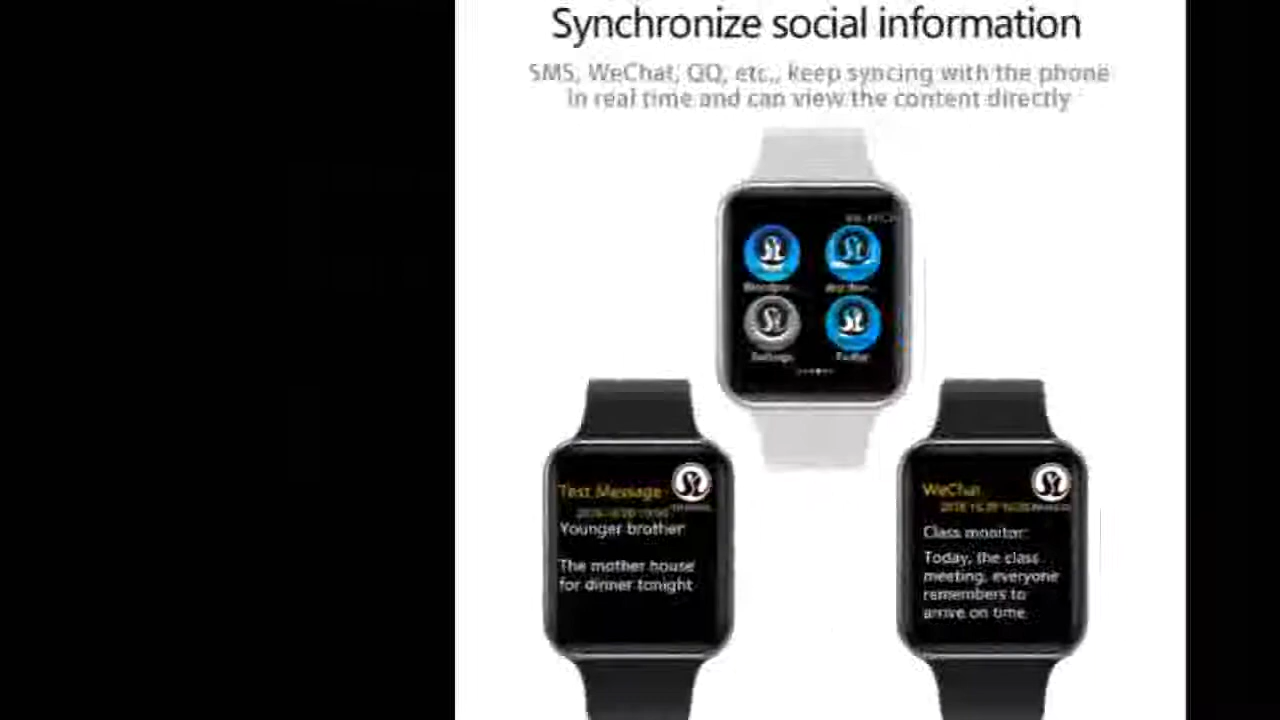 Synchronize social information
SMS, WeChat, QQ, etc., keep syncing with the phone
in real time and can view the content directly
Settings
Test Message
Younger brother
The mother house
for dinner tonight
WeChat
Class monitor:
Today, the class
meeting, everyone
remembers to
arrive on time